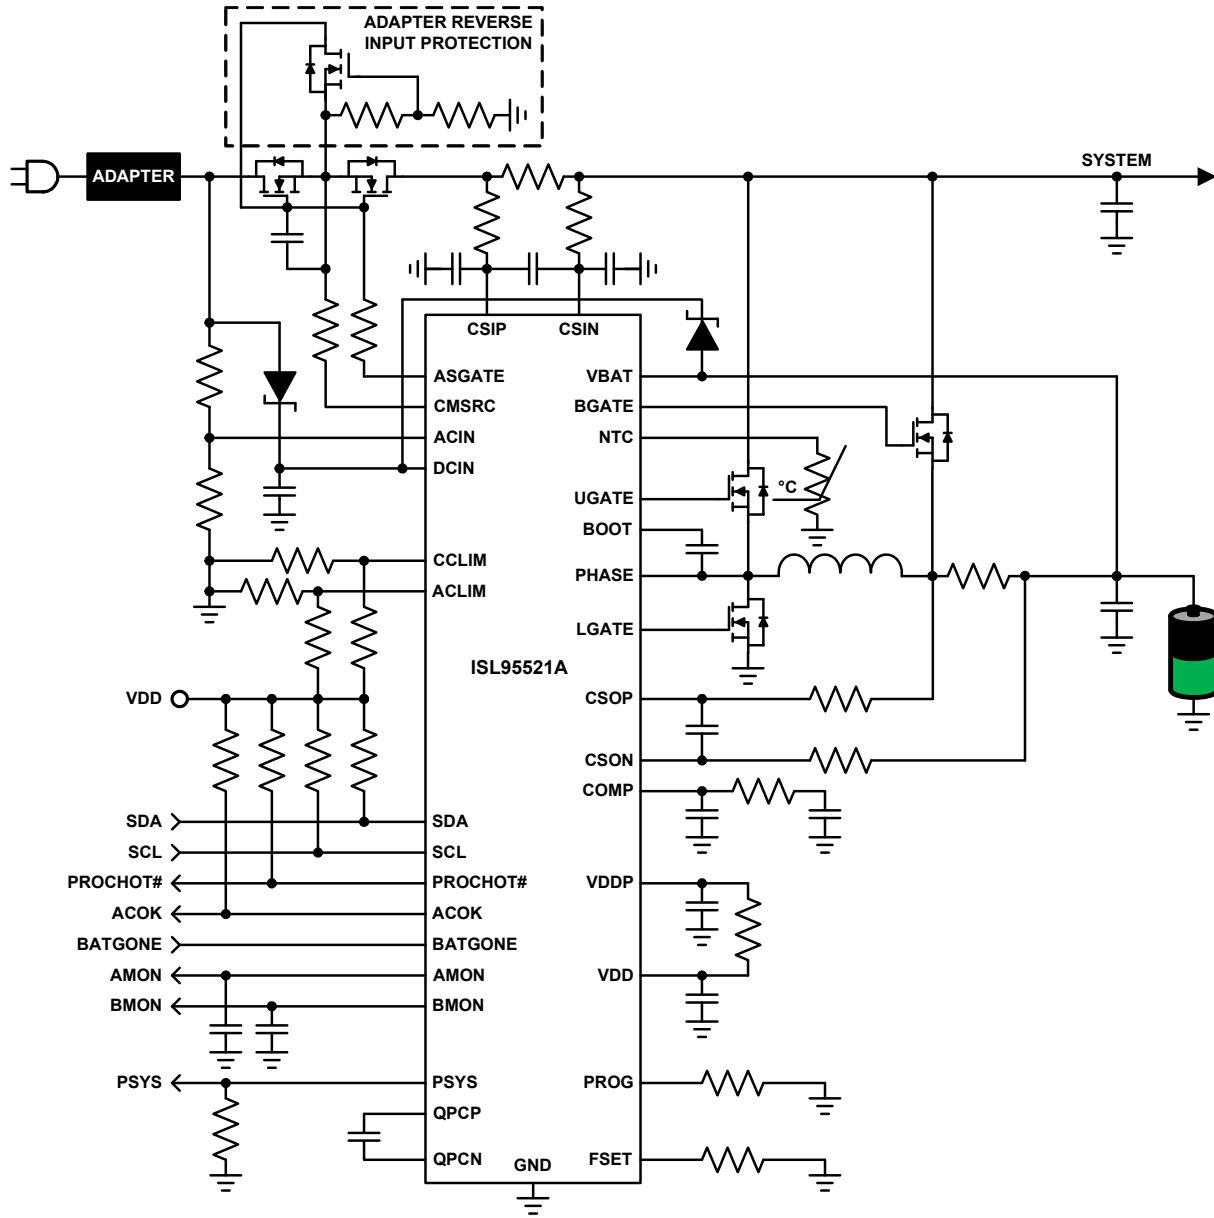 ADAPTER REVERSE
INPUT PROTECTION
ADAPTER
SYSTEM
CSIP
CSIN
ASGATE
VBAT
CMSRC
BGATE
ACIN
NTC
DCIN
°C
UGATE
BOOT
CCLIM
PHASE
ACLIM
LGATE
ISL95521A
VDD
CSOP
CSON
COMP
SDA
SDA
SCL
SCL
PROCHOT#
PROCHOT#
VDDP
ACOK
ACOK
BATGONE
BATGONE
AMON
AMON
VDD
BMON
BMON
PSYS
PSYS
PROG
QPCP
QPCN
GND
FSET